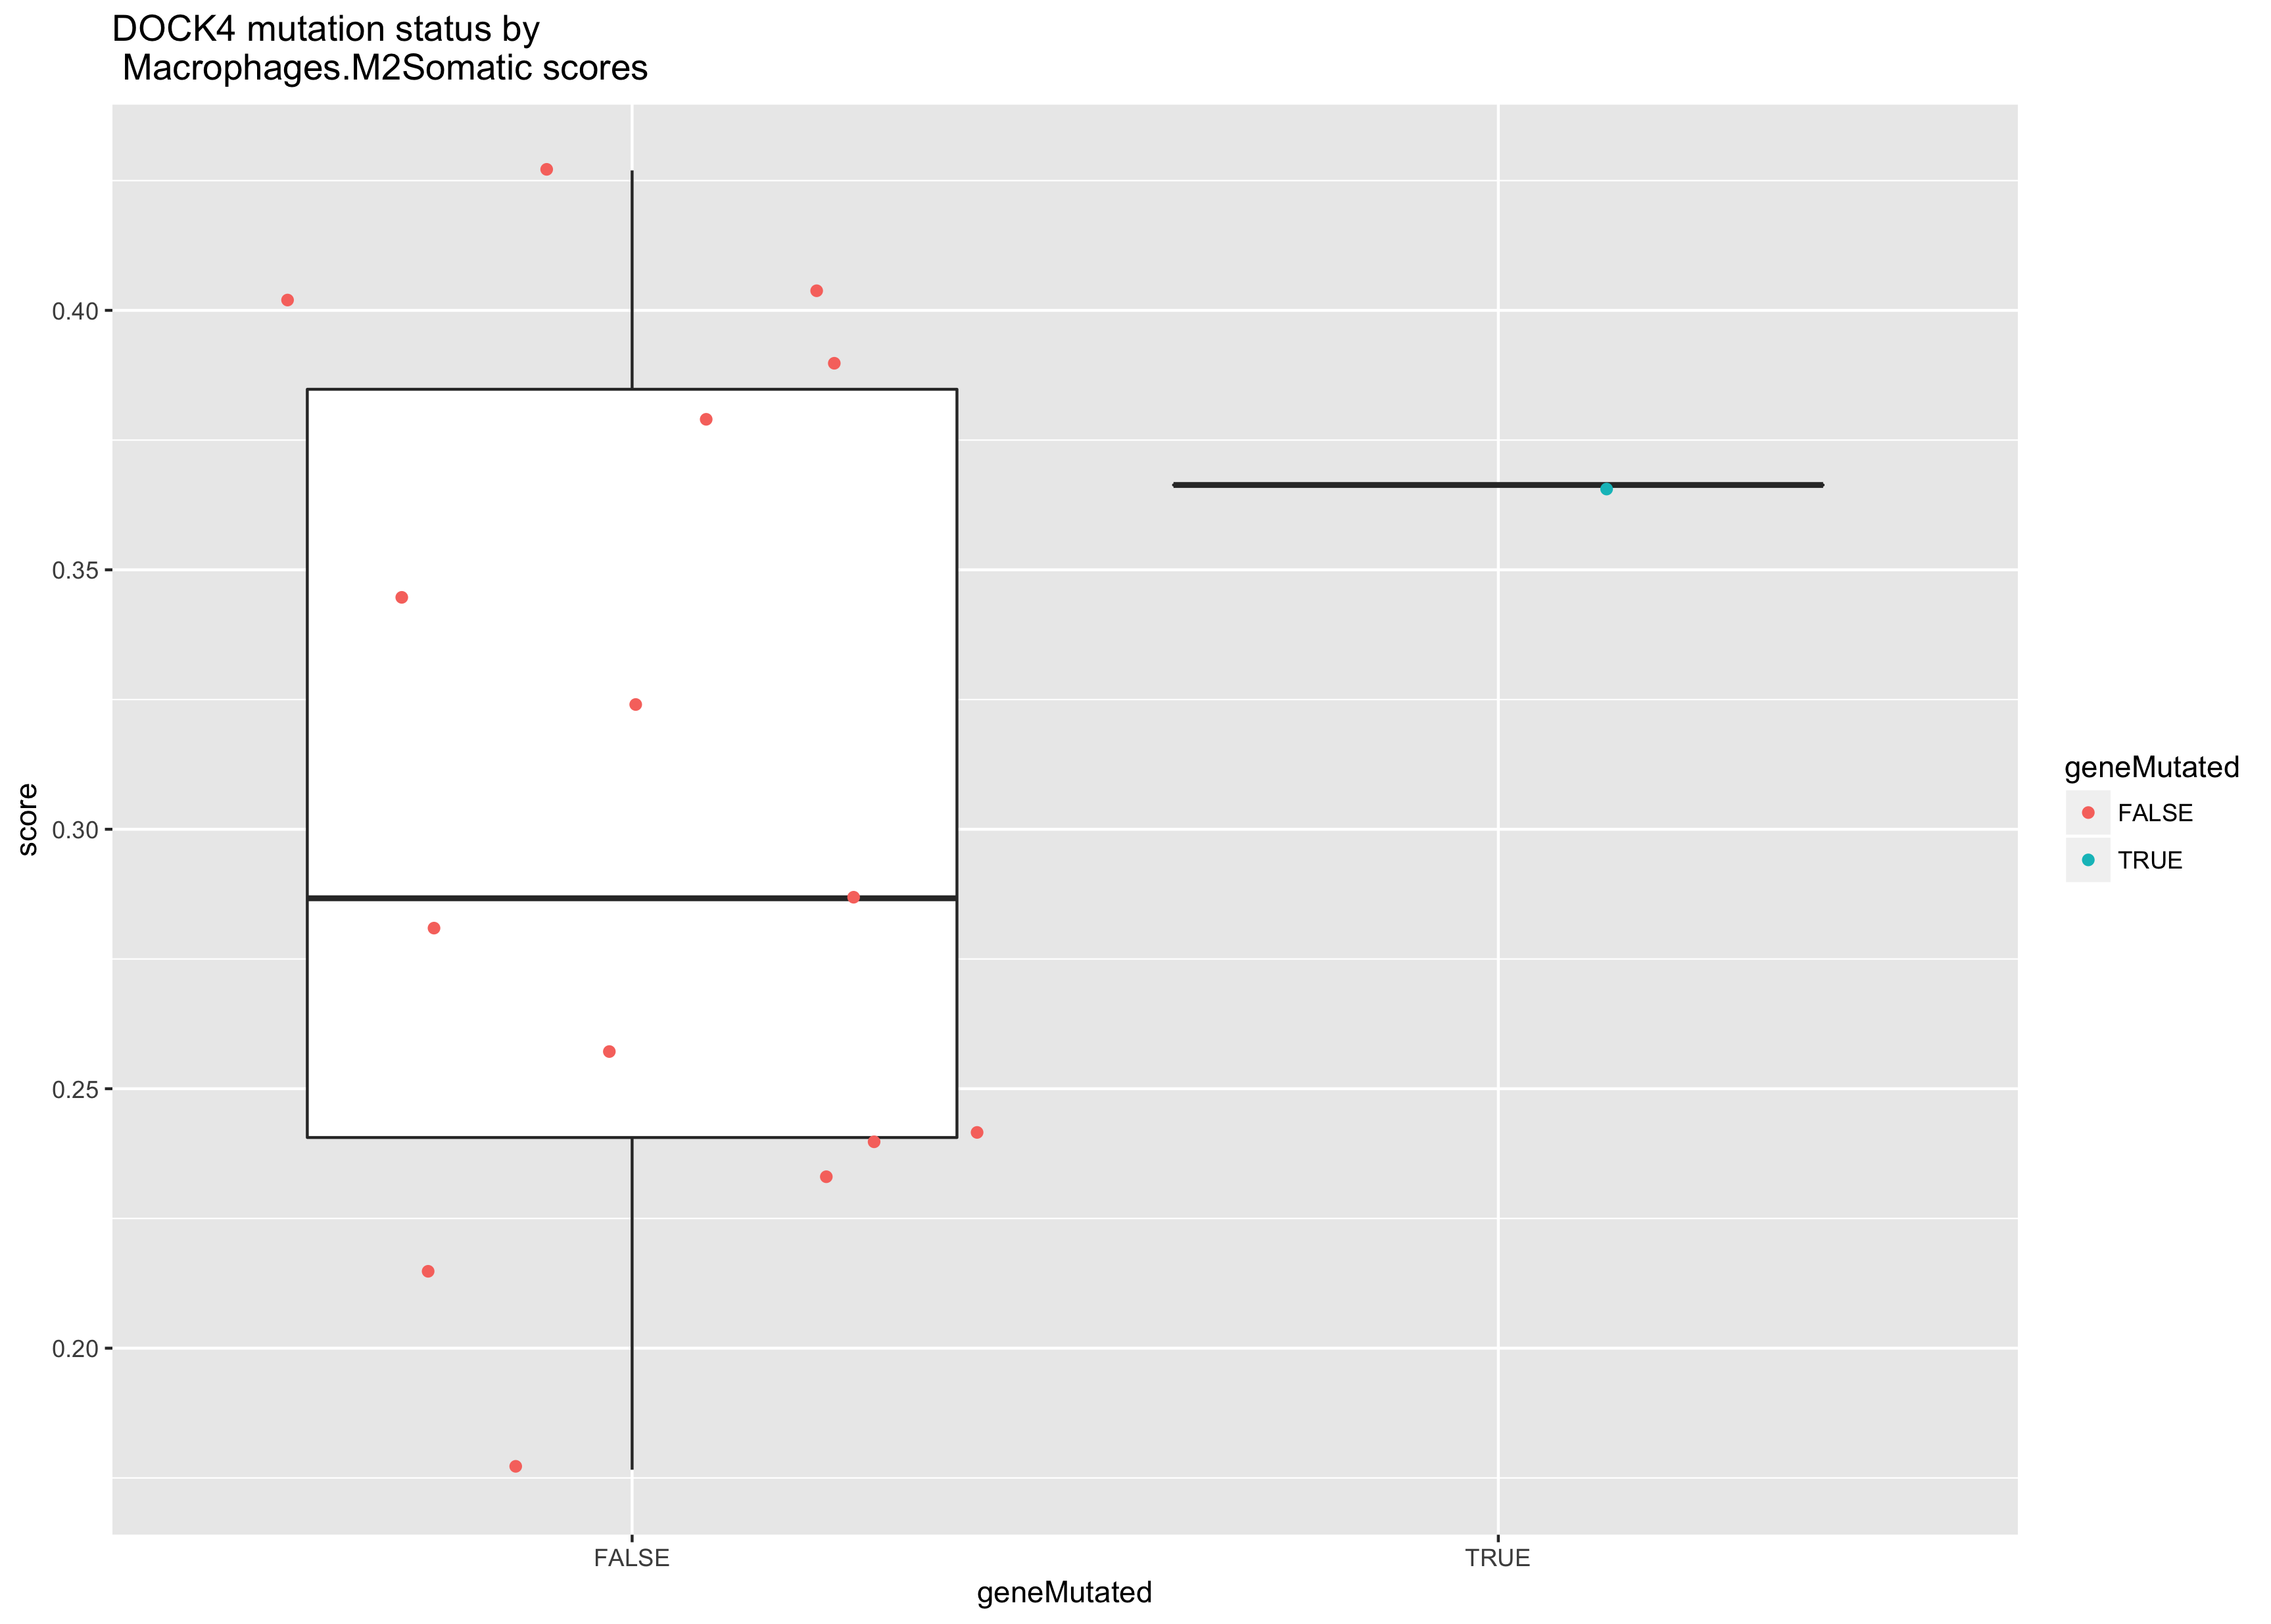 DOCK4 mutation status by
Macrophages.M2Somatic scores
score
0.40
0.35
0.30
0.25
0.20
FALSE
TRUE
geneMutated
geneMutated
FALSE
TRUE